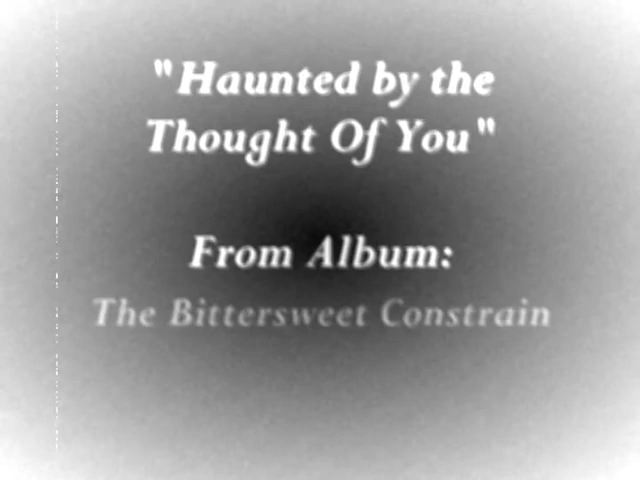 "Haunted by the
Thought Of You"
From Album:
The Bittersweet Constrain